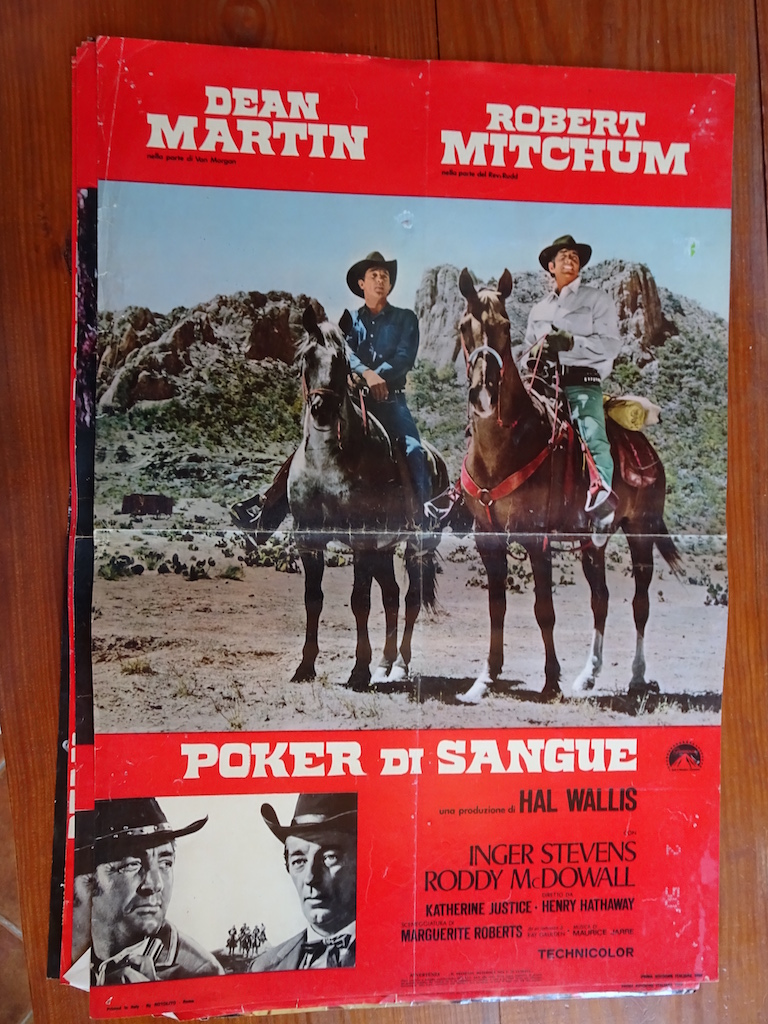 DEAN
MARTIN
nella parte di Van Morgan
ROBERT
MITCHUM
nella parte del Rev. Rudd
POKER DI SANGUE
una produzione di HAL WALLIS
CON
INGER STEVENS
RODDY McDOWALL
DIRETTO DA
KATHERINE JUSTICE · HENRY HATHAWAY
SCENEGGIATURA DI
MARGUERITE ROBERTS
MUSICA DI
MAURICE JARRE
TECHNICOLOR
2 50